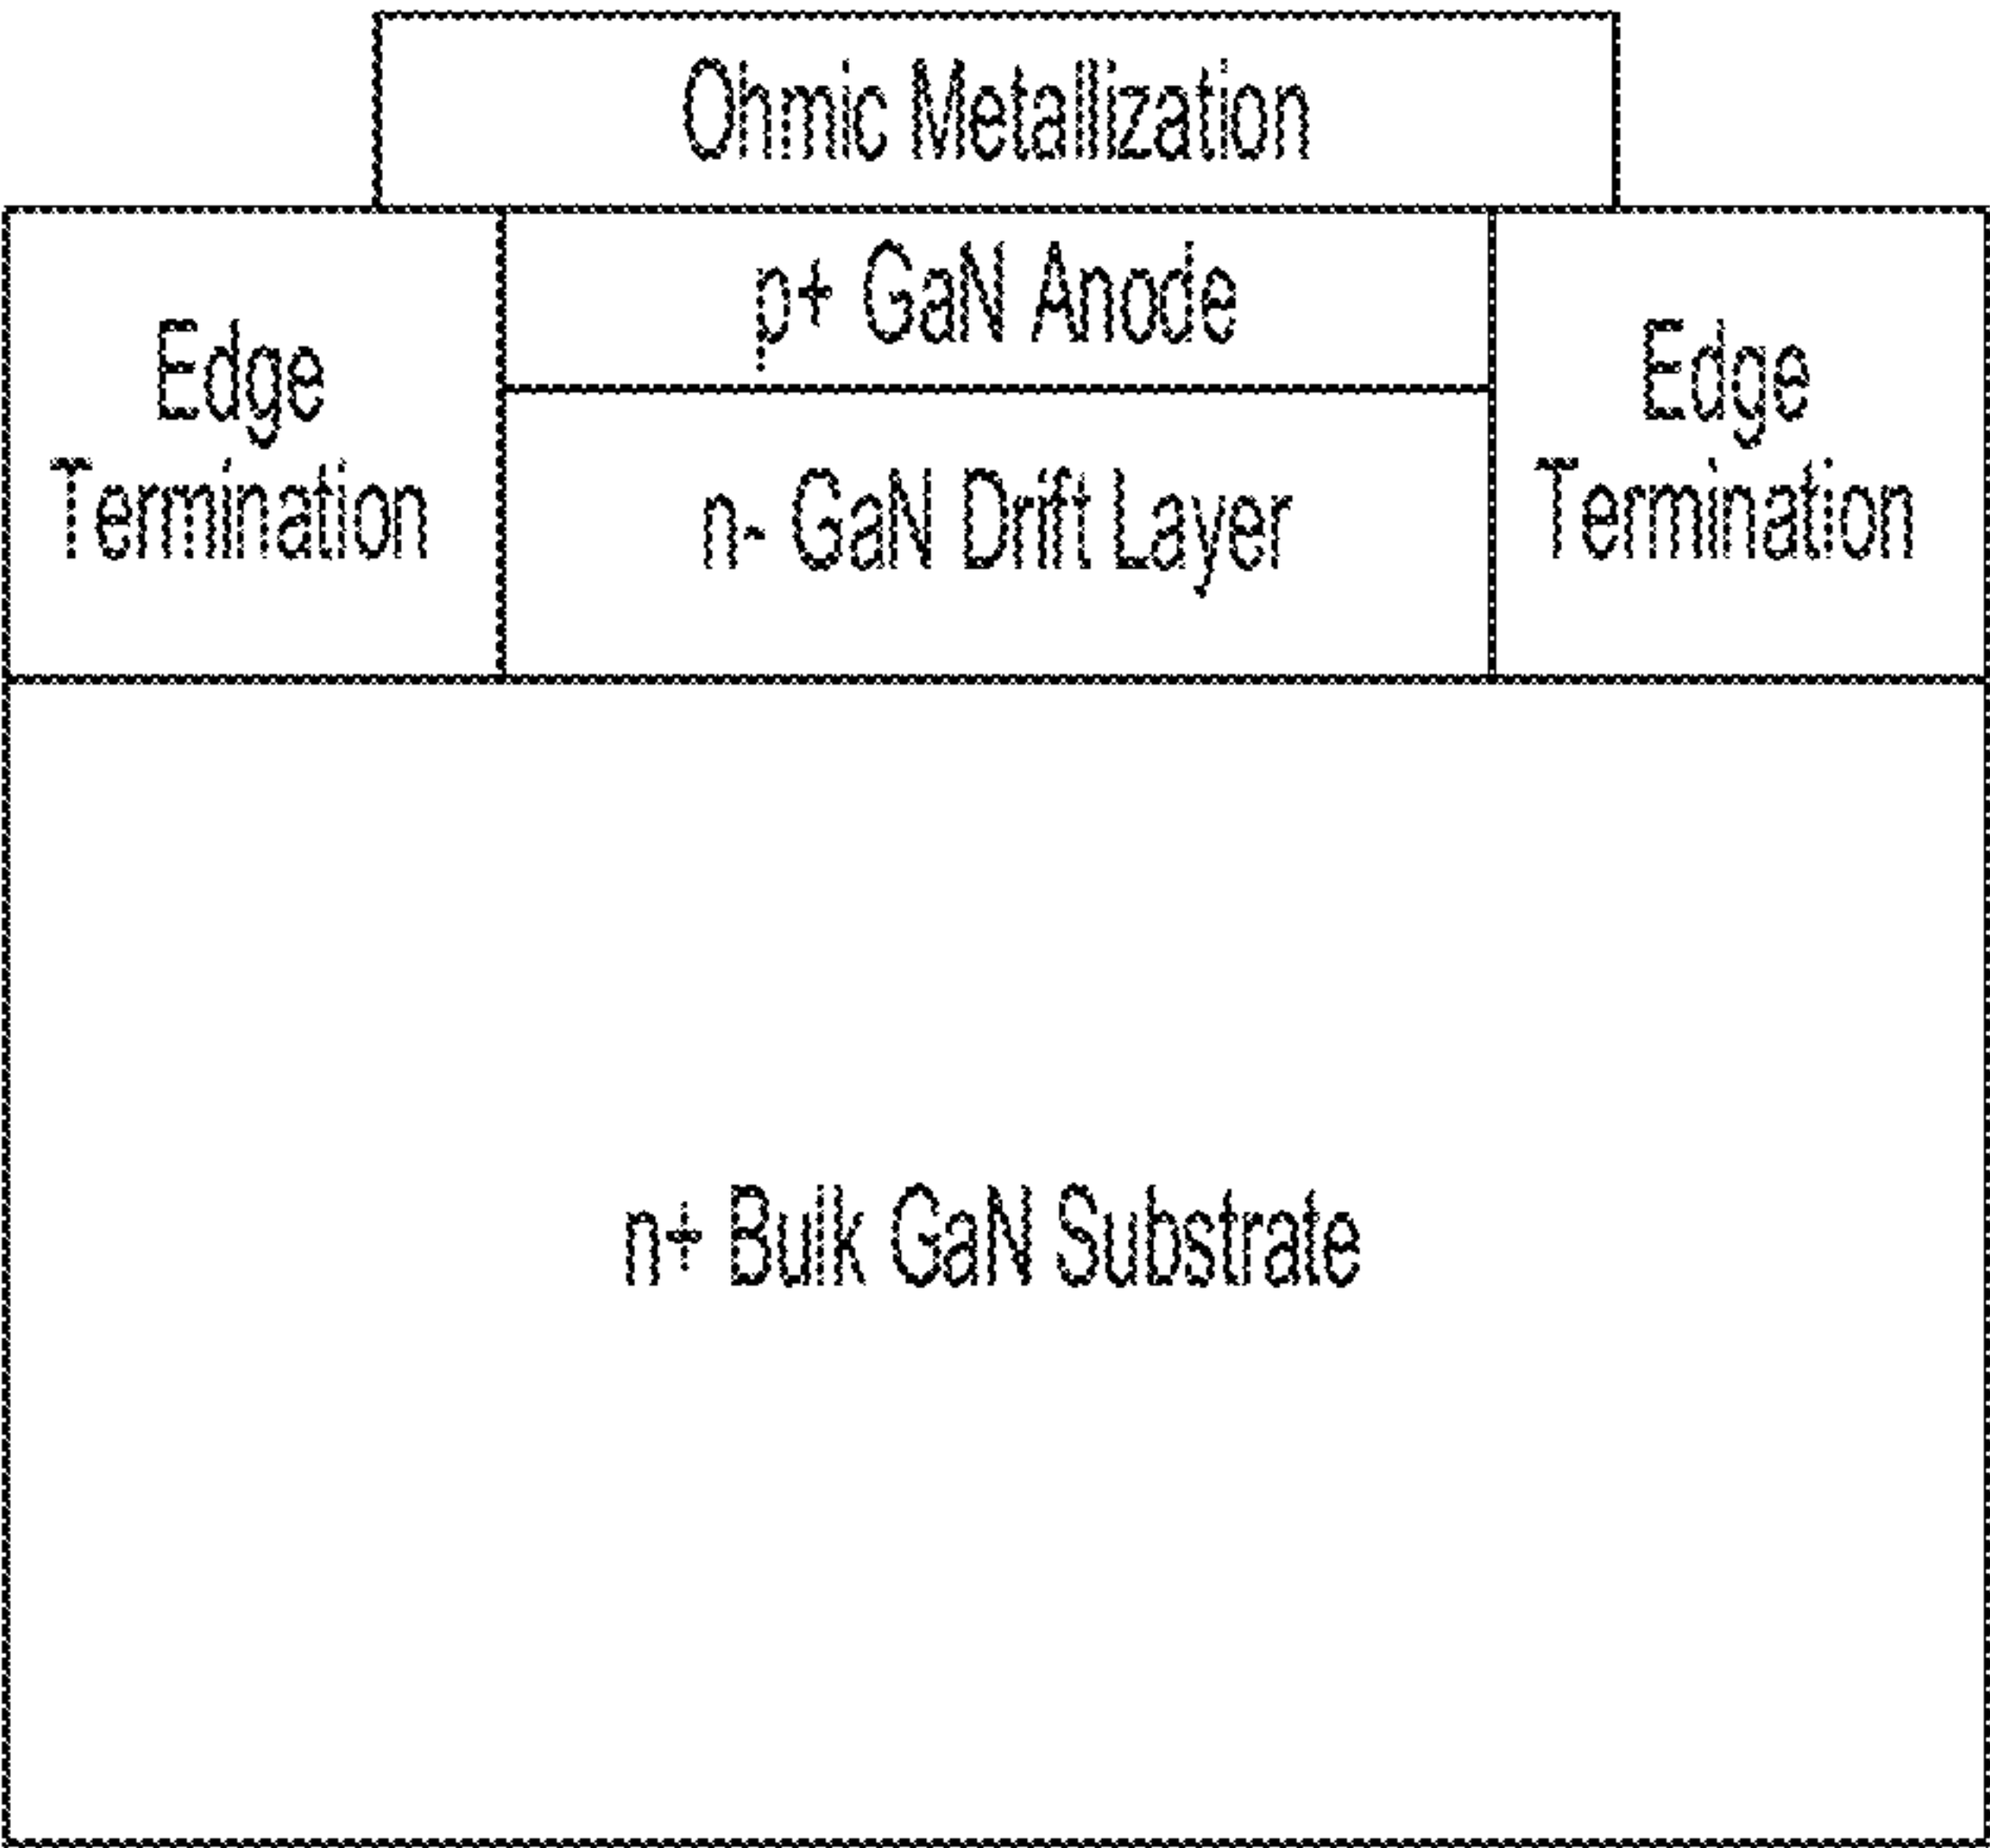 Ohmic Metallization
p+ GaN Anode
Edge
Termination
n- GaN Drift Layer
Edge
Termination
n+ Bulk GaN Substrate